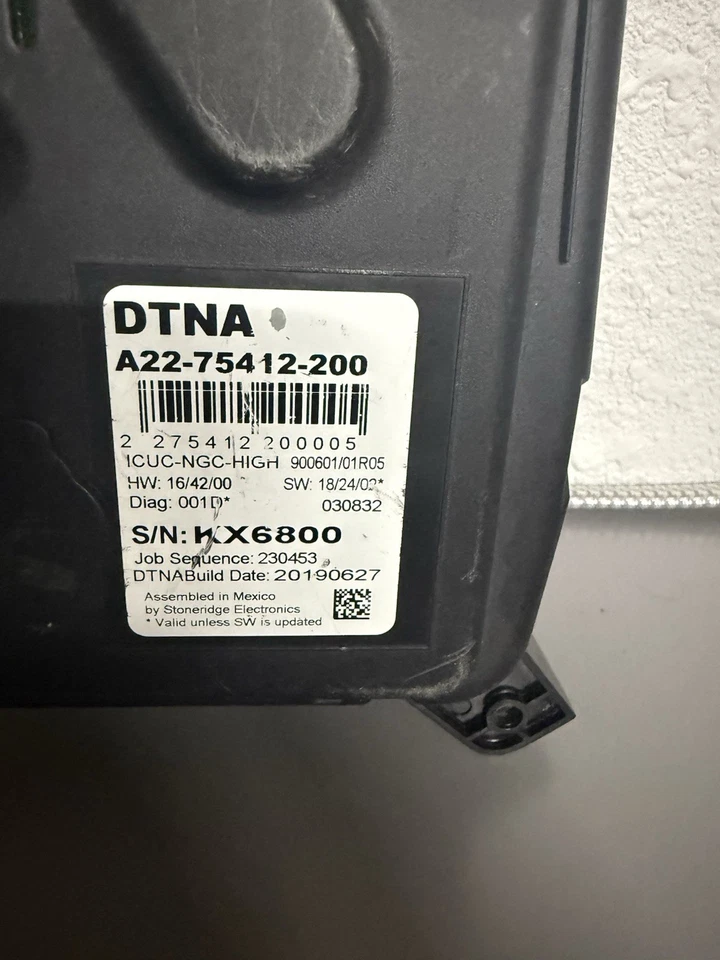 DTNA
A22-75412-200
2 275412 200005
ICUC-NGC-HIGH 900601/01R05
HW: 16/42/00 SW: 18/24/02*
Diag: 001D* 030832
S/N: KX6800
Job Sequence: 230453
DTNABuild Date: 20190627
Assembled in Mexico
by Stoneridge Electronics
* Valid unless SW is updated